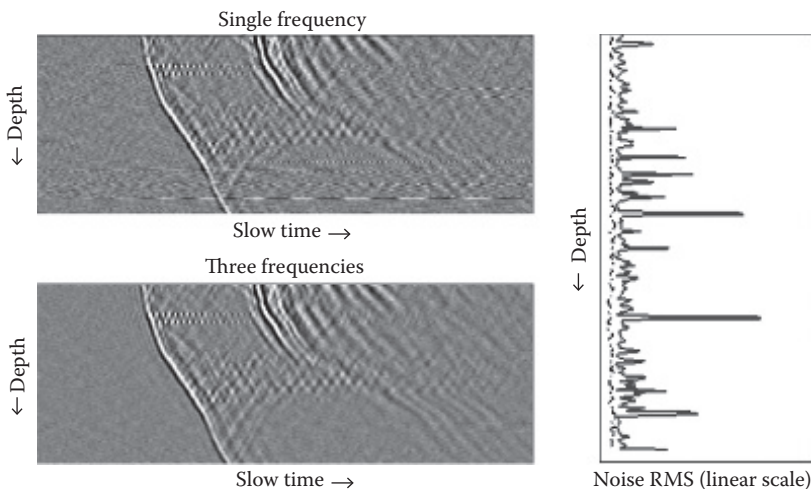 Single frequency
← Depth
Slow time →
Three frequencies
← Depth
Slow time →
← Depth
Noise RMS (linear scale)